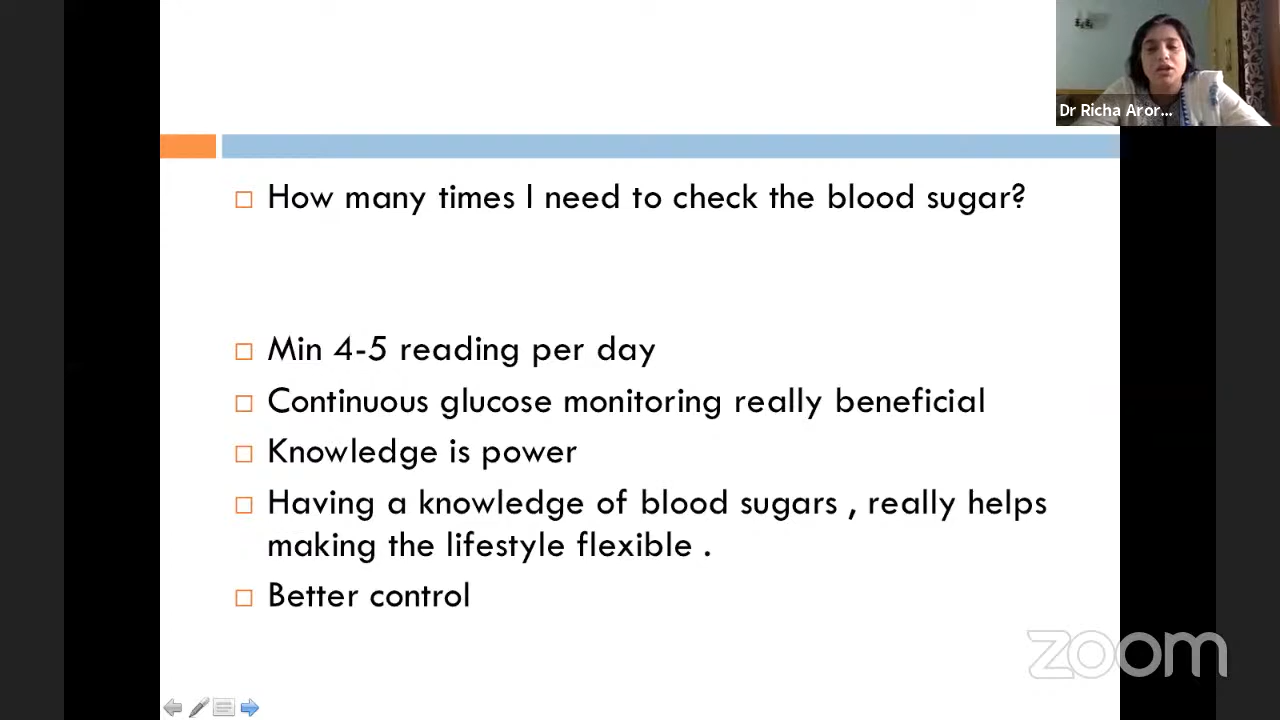 Dr Richa Aror...
How many times I need to check the blood sugar?
Min 4-5 reading per day
Continuous glucose monitoring really beneficial
Knowledge is power
Having a knowledge of blood sugars , really helps
making the lifestyle flexible .
Better control
zoom